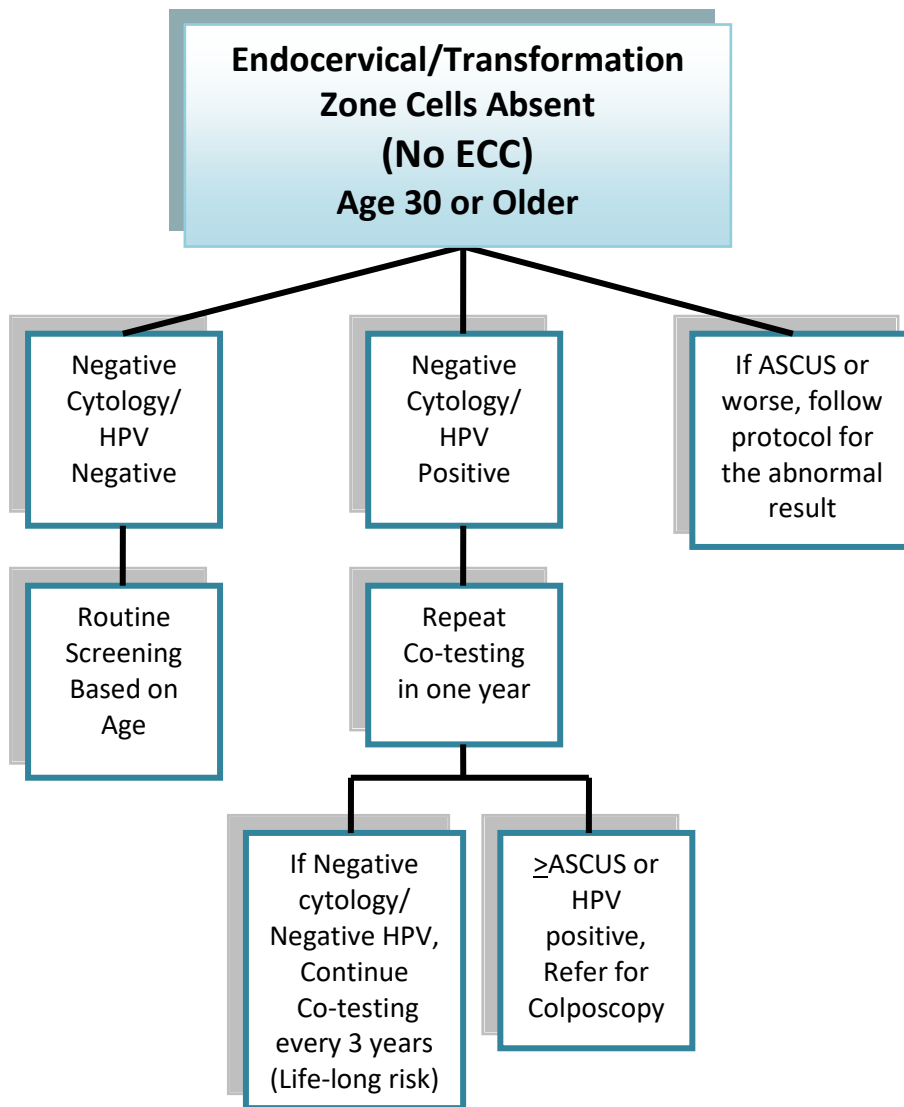 Endocervical/Transformation
Zone Cells Absent
(No ECC)
Age 30 or Older
Negative
Cytology/
HPV
Negative
Negative
Cytology/
HPV
Positive
If ASCUS or
worse, follow
protocol for
the abnormal
result
Routine
Screening
Based on
Age
Repeat
Co-testing
in one year
If Negative
cytology/
Negative HPV,
Continue
Co-testing
every 3 years
(Life-long risk)
>ASCUS or
HPV
positive,
Refer for
Colposcopy